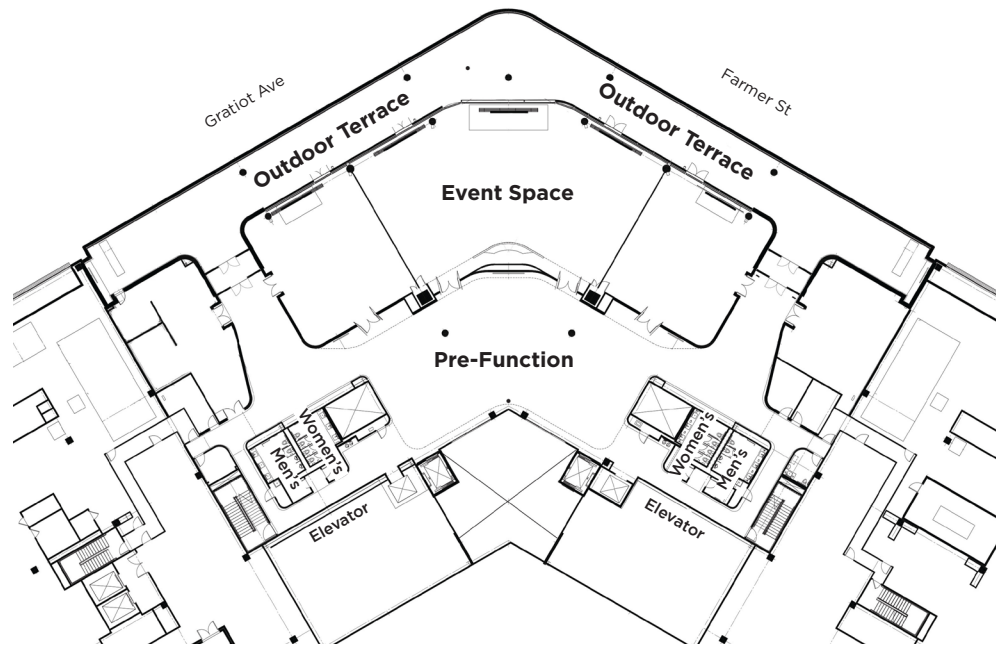 Gratiot Ave
Farmer St
Outdoor Terrace
Outdoor Terrace
Event Space
Pre-Function
Women's
Men's
Women's
Men's
Elevator
Elevator